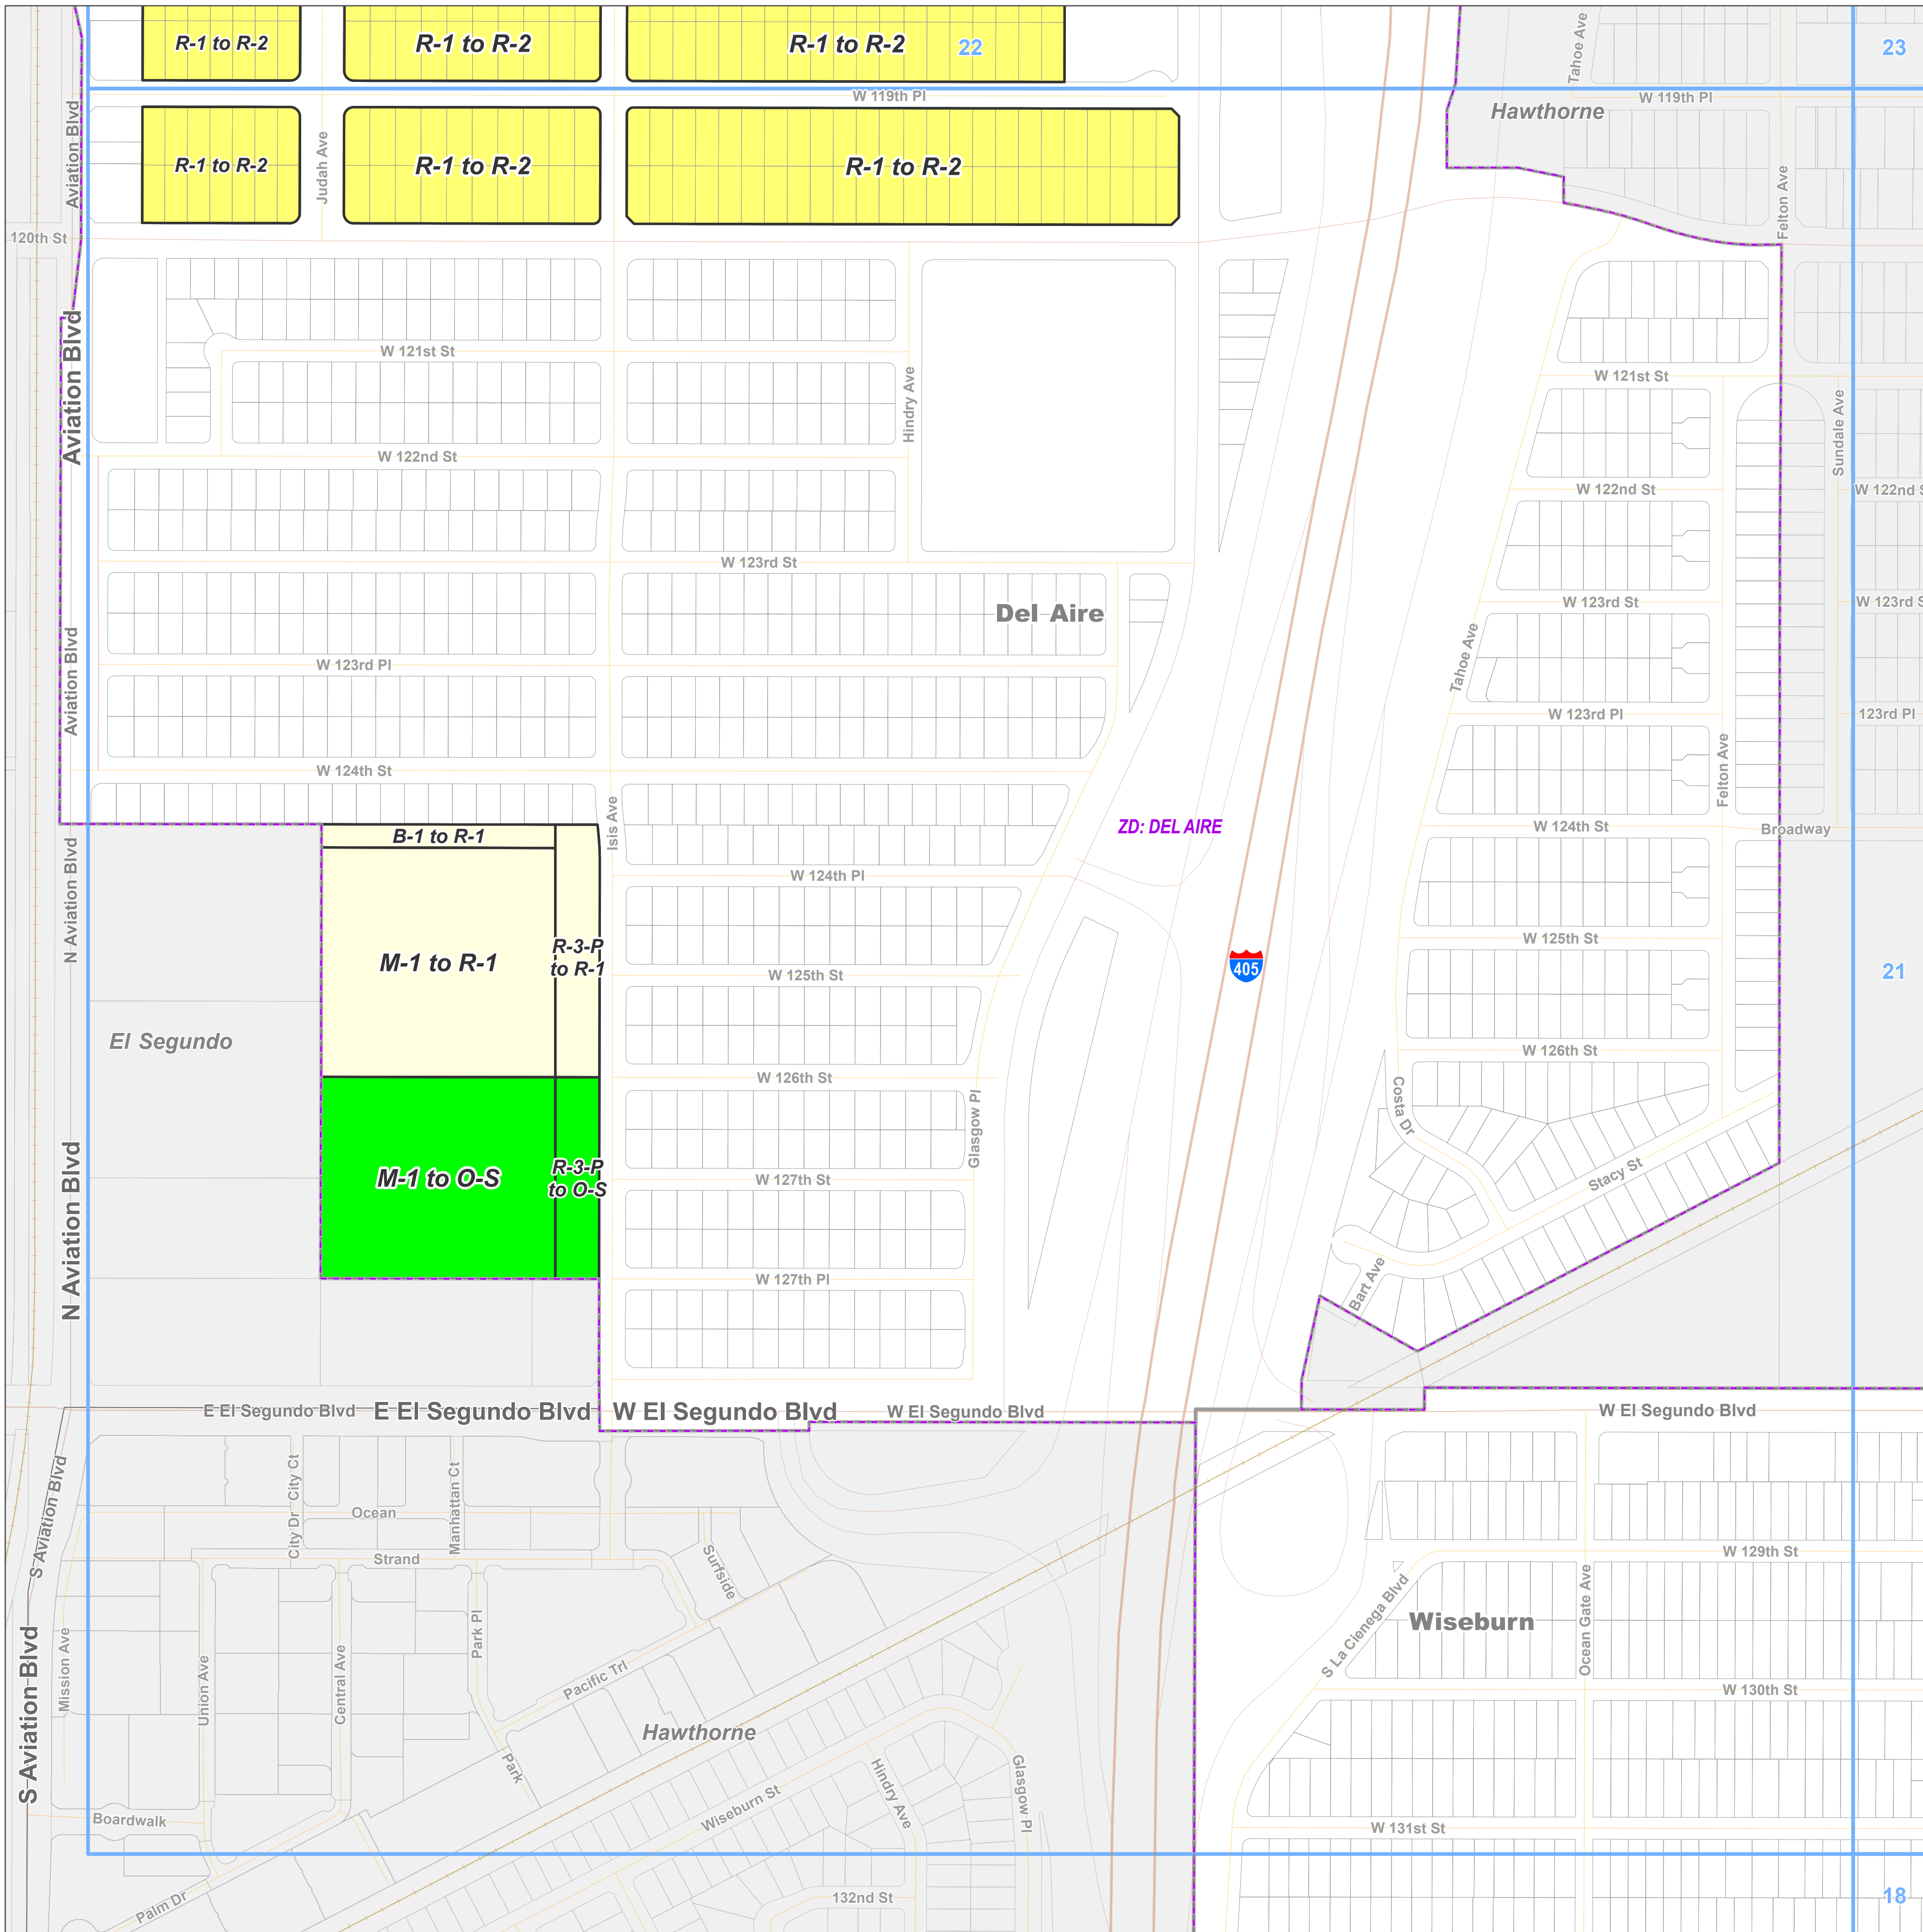 R-1 to R-2
R-1 to R-2
R-1 to R-2
22
Tahoe Ave
23
W 119th Pl
W 119th Pl
Hawthorne
Aviation Blvd
R-1 to R-2
Judah Ave
R-1 to R-2
R-1 to R-2
Felton Ave
120th St
Aviation Blvd
W 121st St
Hindry Ave
W 121st St
Sundale Ave
W 122nd St
W 122nd St
W 122nd S
W 123rd St
Del Aire
W 123rd St
W 123rd S
Aviation Blvd
W 123rd Pl
Tahoe Ave
W 123rd Pl
123rd Pl
W 124th St
Felton Ave
Isis Ave
ZD: DEL AIRE
W 124th St
Broadway
B-1 to R-1
N Aviation Blvd
W 124th Pl
M-1 to R-1
R-3-P
to R-1
W 125th St
405
W 125th St
21
El Segundo
W 126th St
W 126th St
Costa Dr
Glasgow Pl
N Aviation Blvd
M-1 to O-S
R-3-P
to O-S
W 127th St
Stacy St
W 127th Pl
Bart Ave
E El Segundo Blvd
E El Segundo Blvd
W El Segundo Blvd
W El Segundo Blvd
W El Segundo Blvd
S Aviation Blvd
City Ct
City Dr
Manhattan Ct
Ocean
Strand
Surfside
W 129th St
S La Cienega Blvd
Ocean Gate Ave
Wiseburn
S Aviation Blvd
Mission Ave
Union Ave
Central Ave
Park Pl
Pacific Trl
W 130th St
Hawthorne
Park
Hindry Ave
Glasgow Pl
Wiseburn St
Boardwalk
W 131st St
Palm Dr
132nd St
18